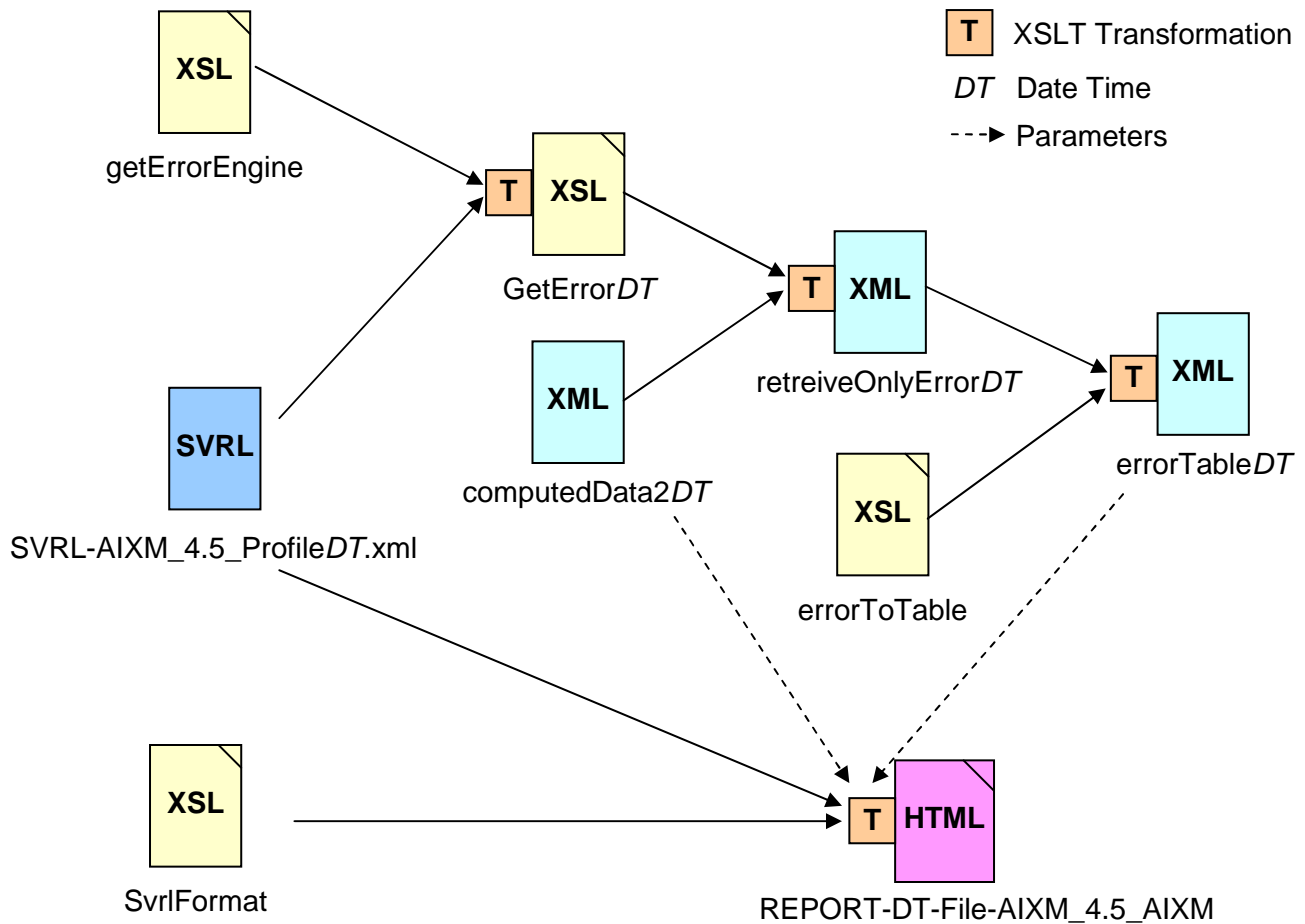 T XSLT Transformation
DT Date Time
Parameters
XSL
getErrorEngine
T XSL
GetErrorDT
T XML
retreiveOnlyErrorDT
T XML
errorTableDT
XML
computedData2DT
SVRL
SVRL-AIXM_4.5_ProfileDT.xml
XSL
errorToTable
XSL
SvrlFormat
T HTML
REPORT-DT-File-AIXM_4.5_AIXM